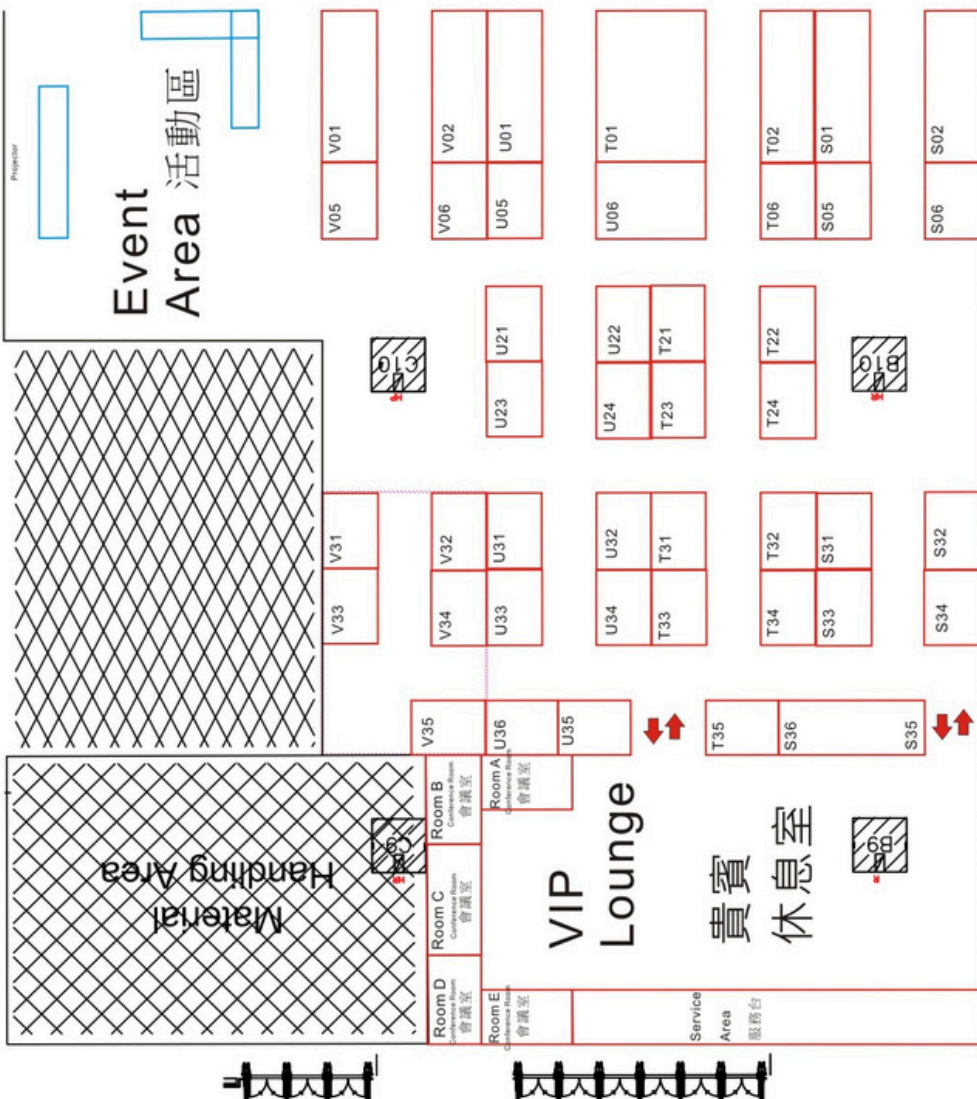 Projector
Event
Area 活動區
V01
V02
U01
T01
T02
S01
S02
V05
V06
U05
U06
T06
S05
S06
U21
U22
T21
T22
C10
B10
U23
U24
T23
T24
V31
V32
U31
U32
T31
T32
S31
S32
V33
V34
U33
U34
T33
T34
S33
S34
V35
U36
U35
T35
S36
S35
Room B
Conference Room
會議室
Room A
Conference Room
會議室
Material
Handling Area
C9
B9
Room C
Conference Room
會議室
VIP
Lounge
貴賓
休息室
Room D
Conference Room
會議室
Room E
Conference Room
會議室
Service
Area
服務台